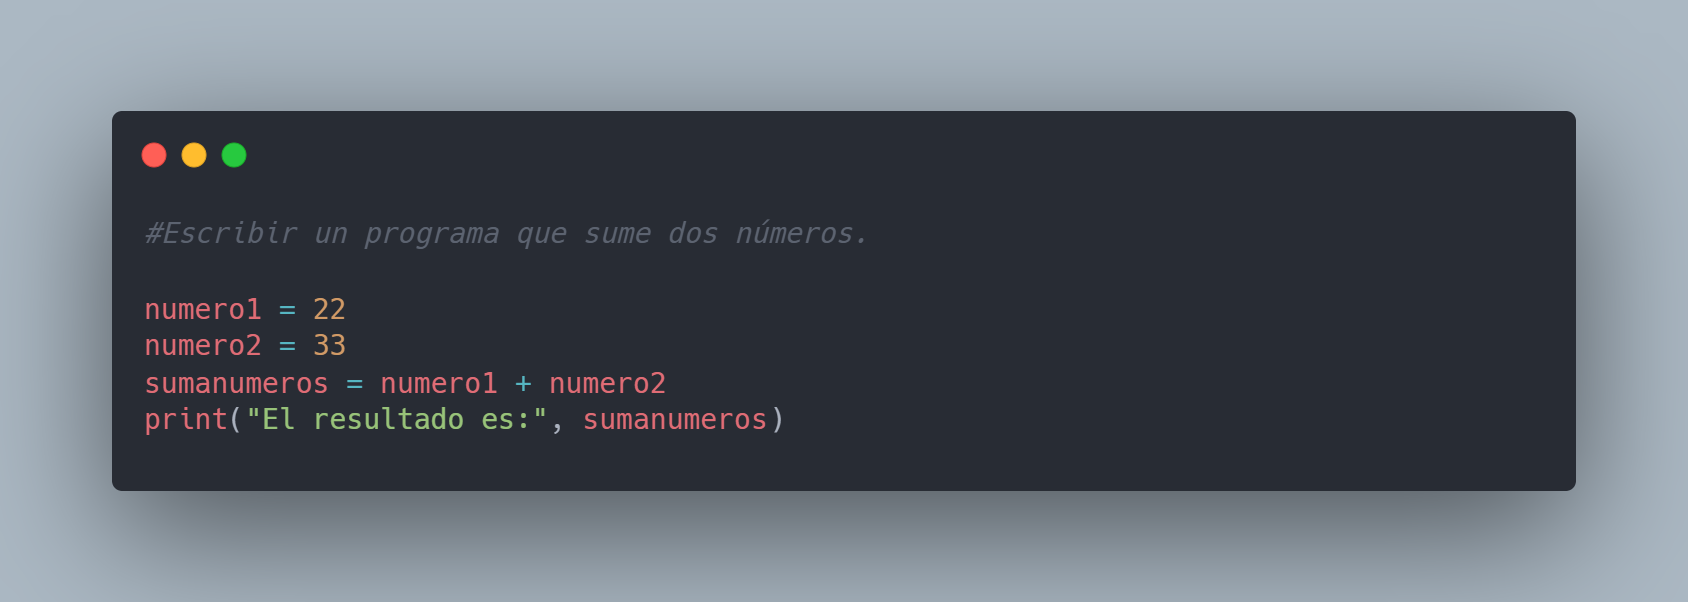 #Escribir un programa que sume dos números.
numero1 = 22
numero2 = 33
sumanumeros = numero1 + numero2
print("El resultado es:", sumanumeros)